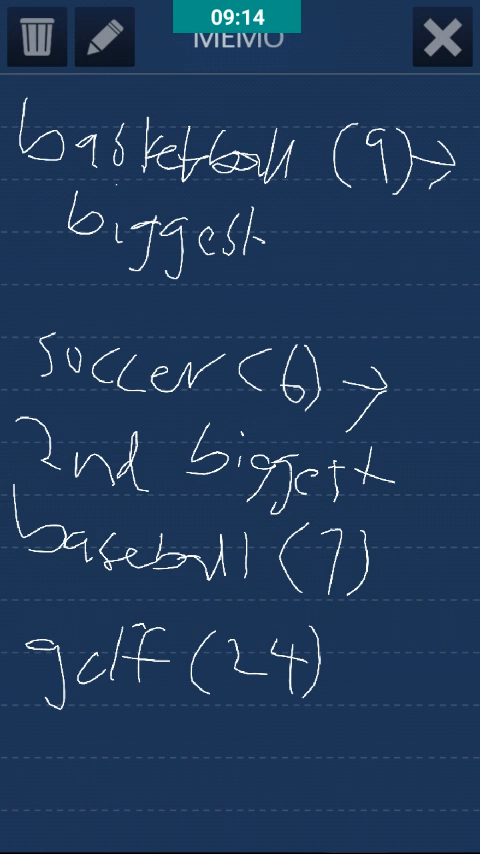 09:14
MEMO
basketball (9) →
biggest
soccer (6) →
2nd biggest
baseball (7)
golf (24)